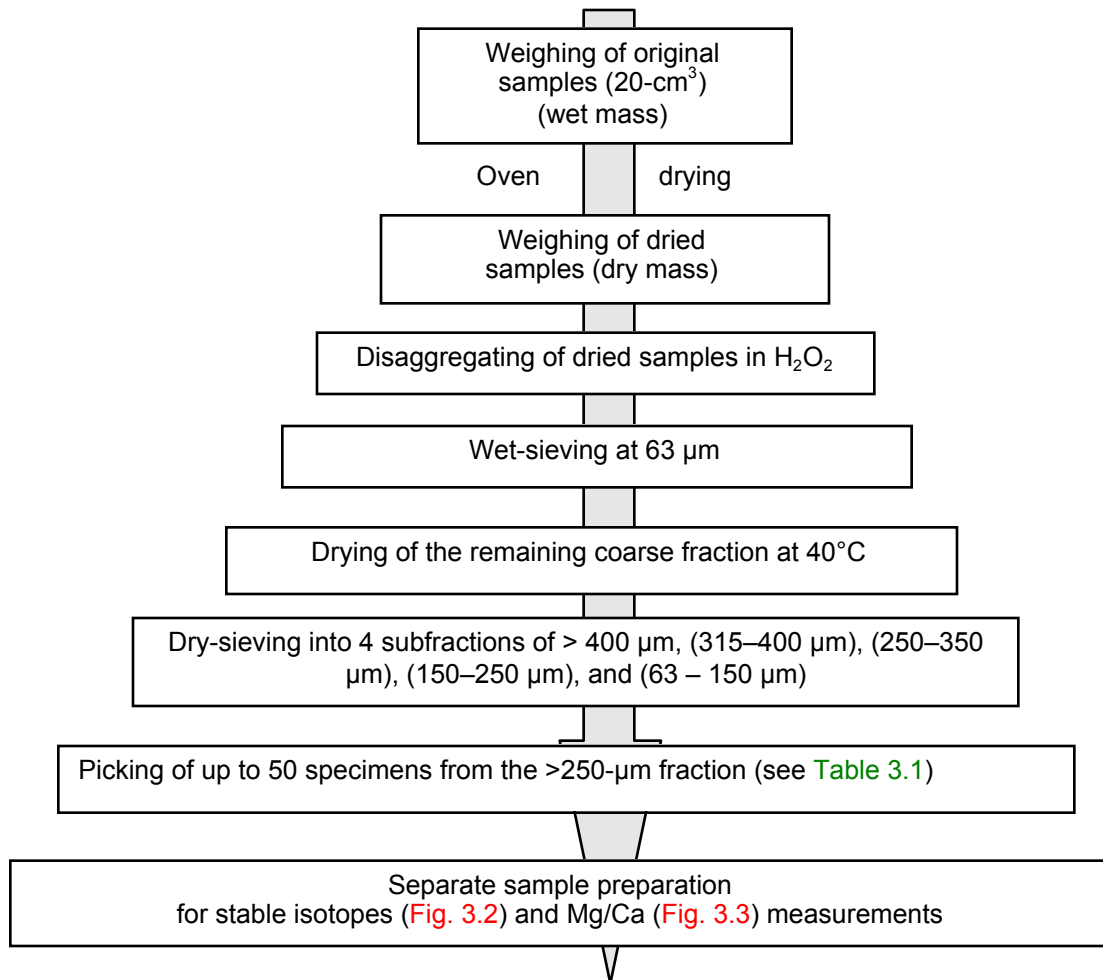 Weighing of original
samples (20-cm³)
(wet mass)
Oven drying
Weighing of dried
samples (dry mass)
Disaggregating of dried samples in H₂O₂
Wet-sieving at 63 µm
Drying of the remaining coarse fraction at 40°C
Dry-sieving into 4 subfractions of > 400 µm, (315–400 µm), (250–350
µm), (150–250 µm), and (63 – 150 µm)
Picking of up to 50 specimens from the >250-µm fraction (see Table 3.1)
Separate sample preparation
for stable isotopes (Fig. 3.2) and Mg/Ca (Fig. 3.3) measurements